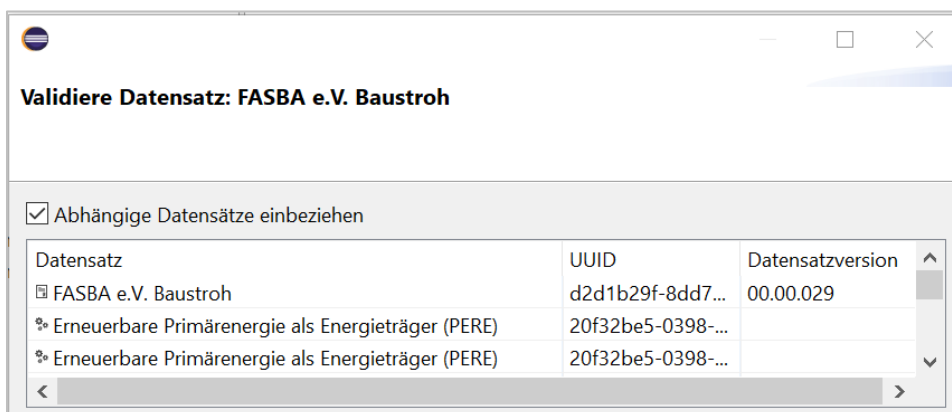 Validiere Datensatz: FASBA e.V. Baustroh
Abhängige Datensätze einbeziehen
Datensatz UUID Datensatzversion
FASBA e.V. Baustroh d2d1b29f-8dd7... 00.00.029
Erneuerbare Primärenergie als Energieträger (PERE) 20f32be5-0398-...
Erneuerbare Primärenergie als Energieträger (PERE) 20f32be5-0398-...